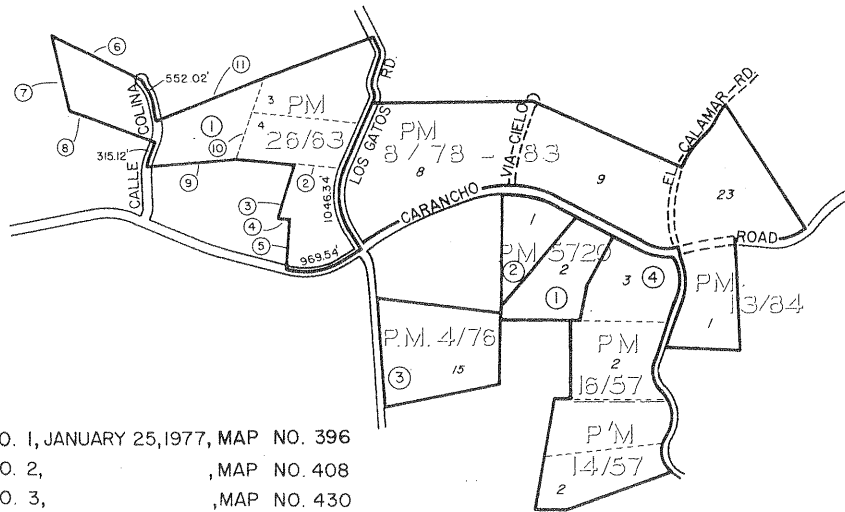 ⑥
552.02'
⑪
⑦
COLINA
RD.
3
PM
①
4
26/63
⑧
⑩
315.12'
LOS GATOS
PM
8 / 78 - 83
8
VIA-CIELO
EL-CALAMAR-RD.
9
23
CALLE
⑨
②
1046.34'
③
CARANCHO
④
⑤
969.54'
ROAD
1
PM 5729
②
2
①
3
④
PM
13/84
1
P.M. 4/76
③
15
PM
2
16/57
P'M
14/57
2
O. 1, JANUARY 25, 1977, MAP NO. 396
O. 2, , MAP NO. 408
O. 3, , MAP NO. 430